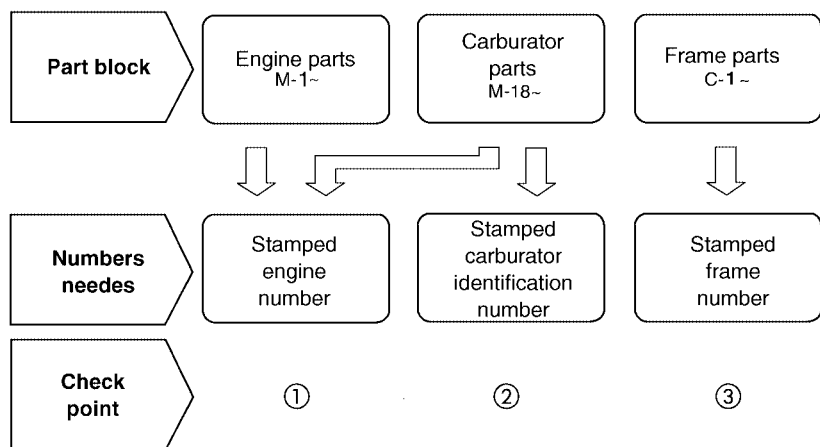 Part block
Engine parts
M-1~
Carburator
parts
M-18~
Frame parts
C-1~
Numbers
needes
Stamped
engine
number
Stamped
carburator
identification
number
Stamped
frame
number
Check
point
①
②
③